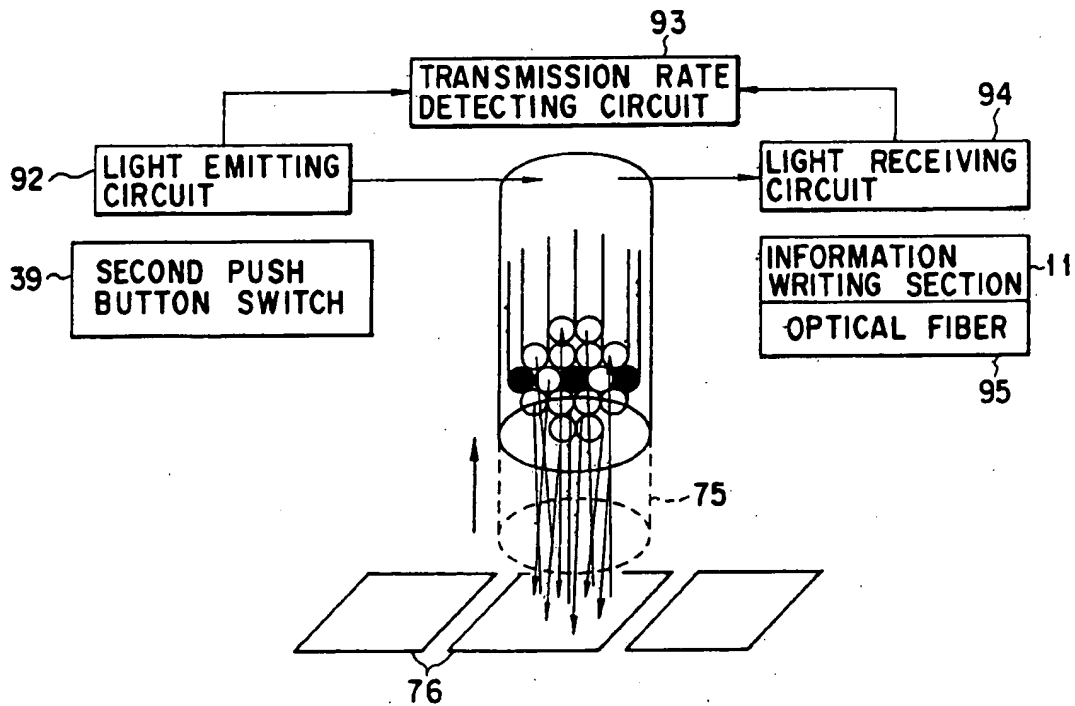 93
TRANSMISSION RATE
DETECTING CIRCUIT
94
92
LIGHT EMITTING
CIRCUIT
LIGHT RECEIVING
CIRCUIT
39
SECOND PUSH
BUTTON SWITCH
INFORMATION
WRITING SECTION
11
OPTICAL FIBER
95
75
76